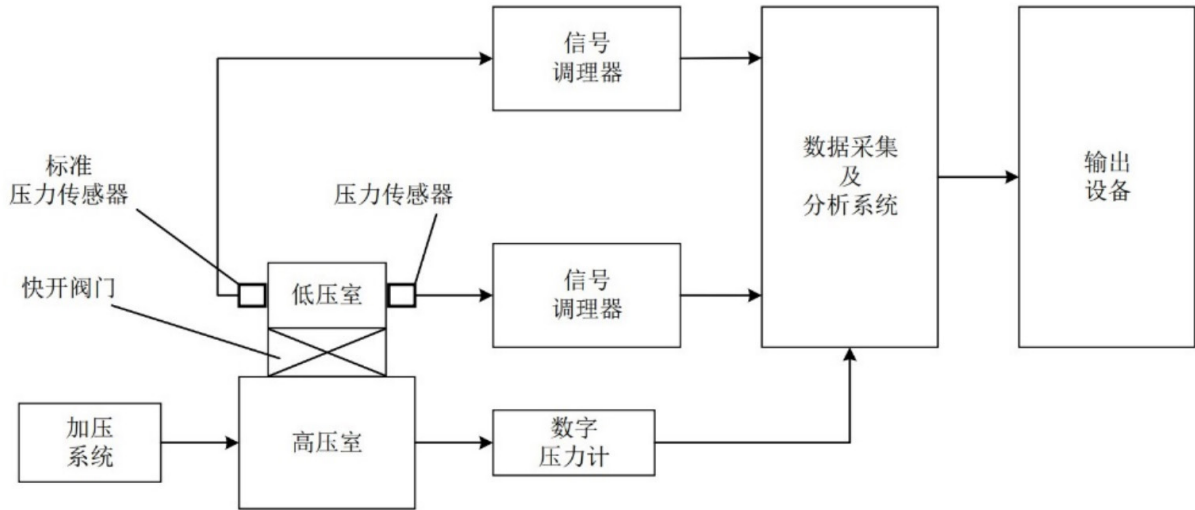 信号
调理器
标准
压力传感器
压力传感器
数据采集
及
分析系统
输出
设备
快开阀门
低压室
信号
调理器
加压
系统
高压室
数字
压力计